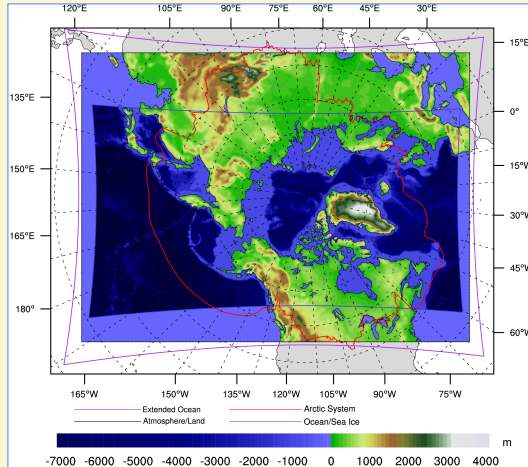 120°E 105°E 90°E 75°E 60°E 45°E 30°E
15°E
135°E
0°
150°E
15°W
30°W
165°E
45°W
180°
60°W
165°W 150°W 135°W 120°W 105°W 90°W 75°W
Extended Ocean Arctic System
Atmosphere/Land Ocean/Sea Ice
m
-7000 -6000 -5000 -4000 -3000 -2000 -1000 0 1000 2000 3000 4000